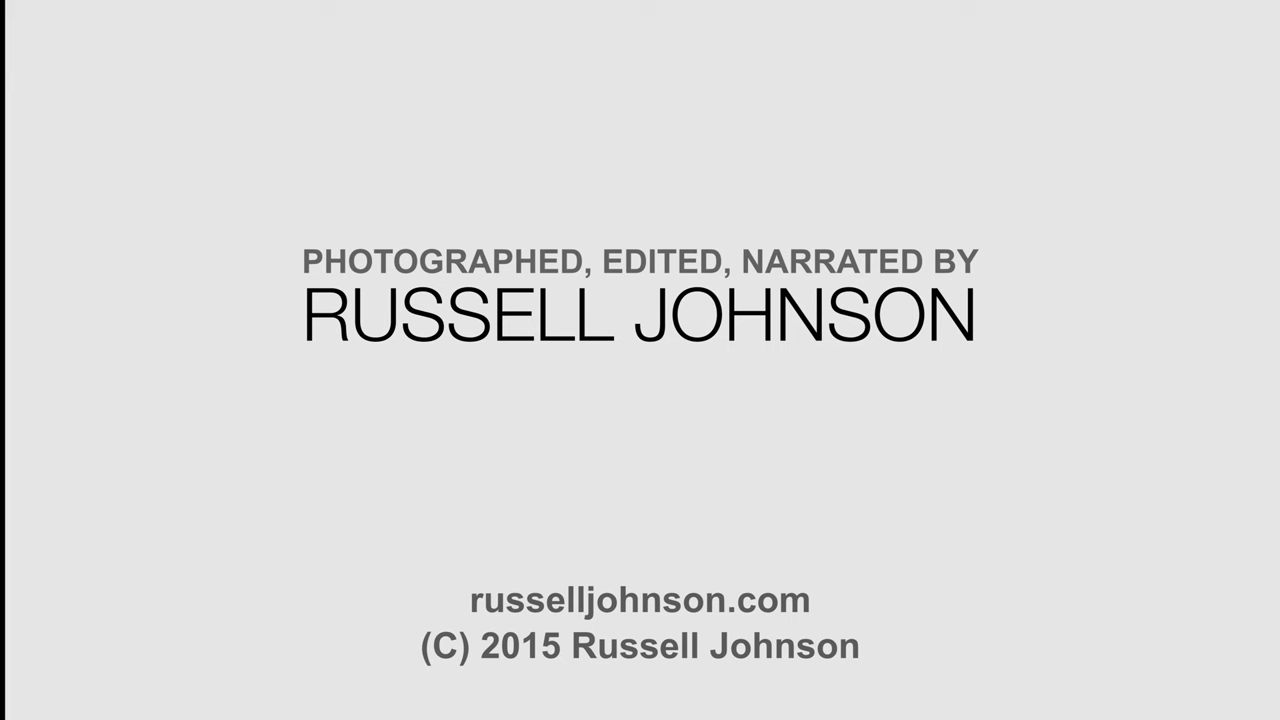 PHOTOGRAPHED, EDITED, NARRATED BY
RUSSELL JOHNSON
russelljohnson.com
(C) 2015 Russell Johnson